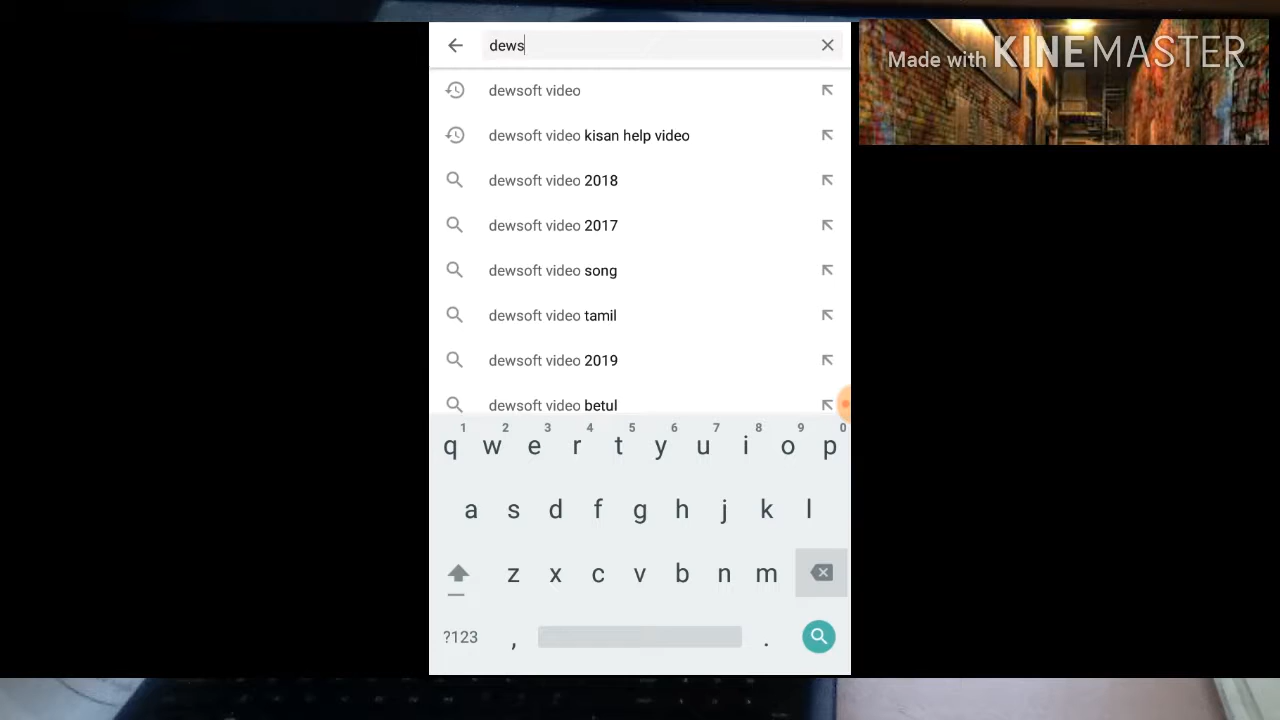 dews
Made with KINEMASTER
dewsoft video
dewsoft video kisan help video
dewsoft video 2018
dewsoft video 2017
dewsoft video song
dewsoft video tamil
dewsoft video 2019
dewsoft video betul
1 2 3 4 5 6 7 8 9 0
q w e r t y u i o p
a s d f g h j k l
z x c v b n m
?123 , .